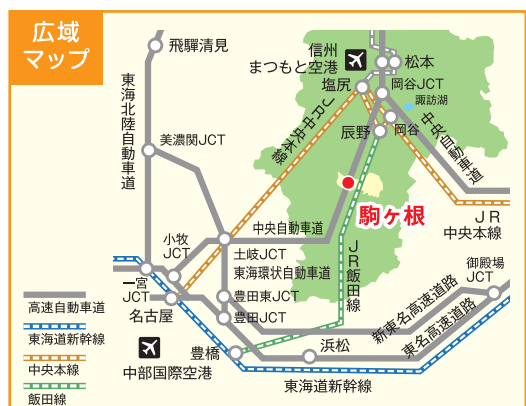 広域
マップ
飛騨清見
信州
まつもと空港
松本
塩尻
岡谷JCT
諏訪湖
岡谷
辰野
中央自動車道
JR中央本線
東海北陸自動車道
美濃関JCT
駒ヶ根
JR
中央本線
中央自動車道
小牧
JCT
土岐JCT
東海環状自動車道
JR飯田線
御殿場
JCT
一宮
JCT
名古屋
豊田東JCT
豊田JCT
新東名高速道路
東名高速道路
豊橋
浜松
中部国際空港
東海道新幹線
高速自動車道
東海道新幹線
中央本線
飯田線